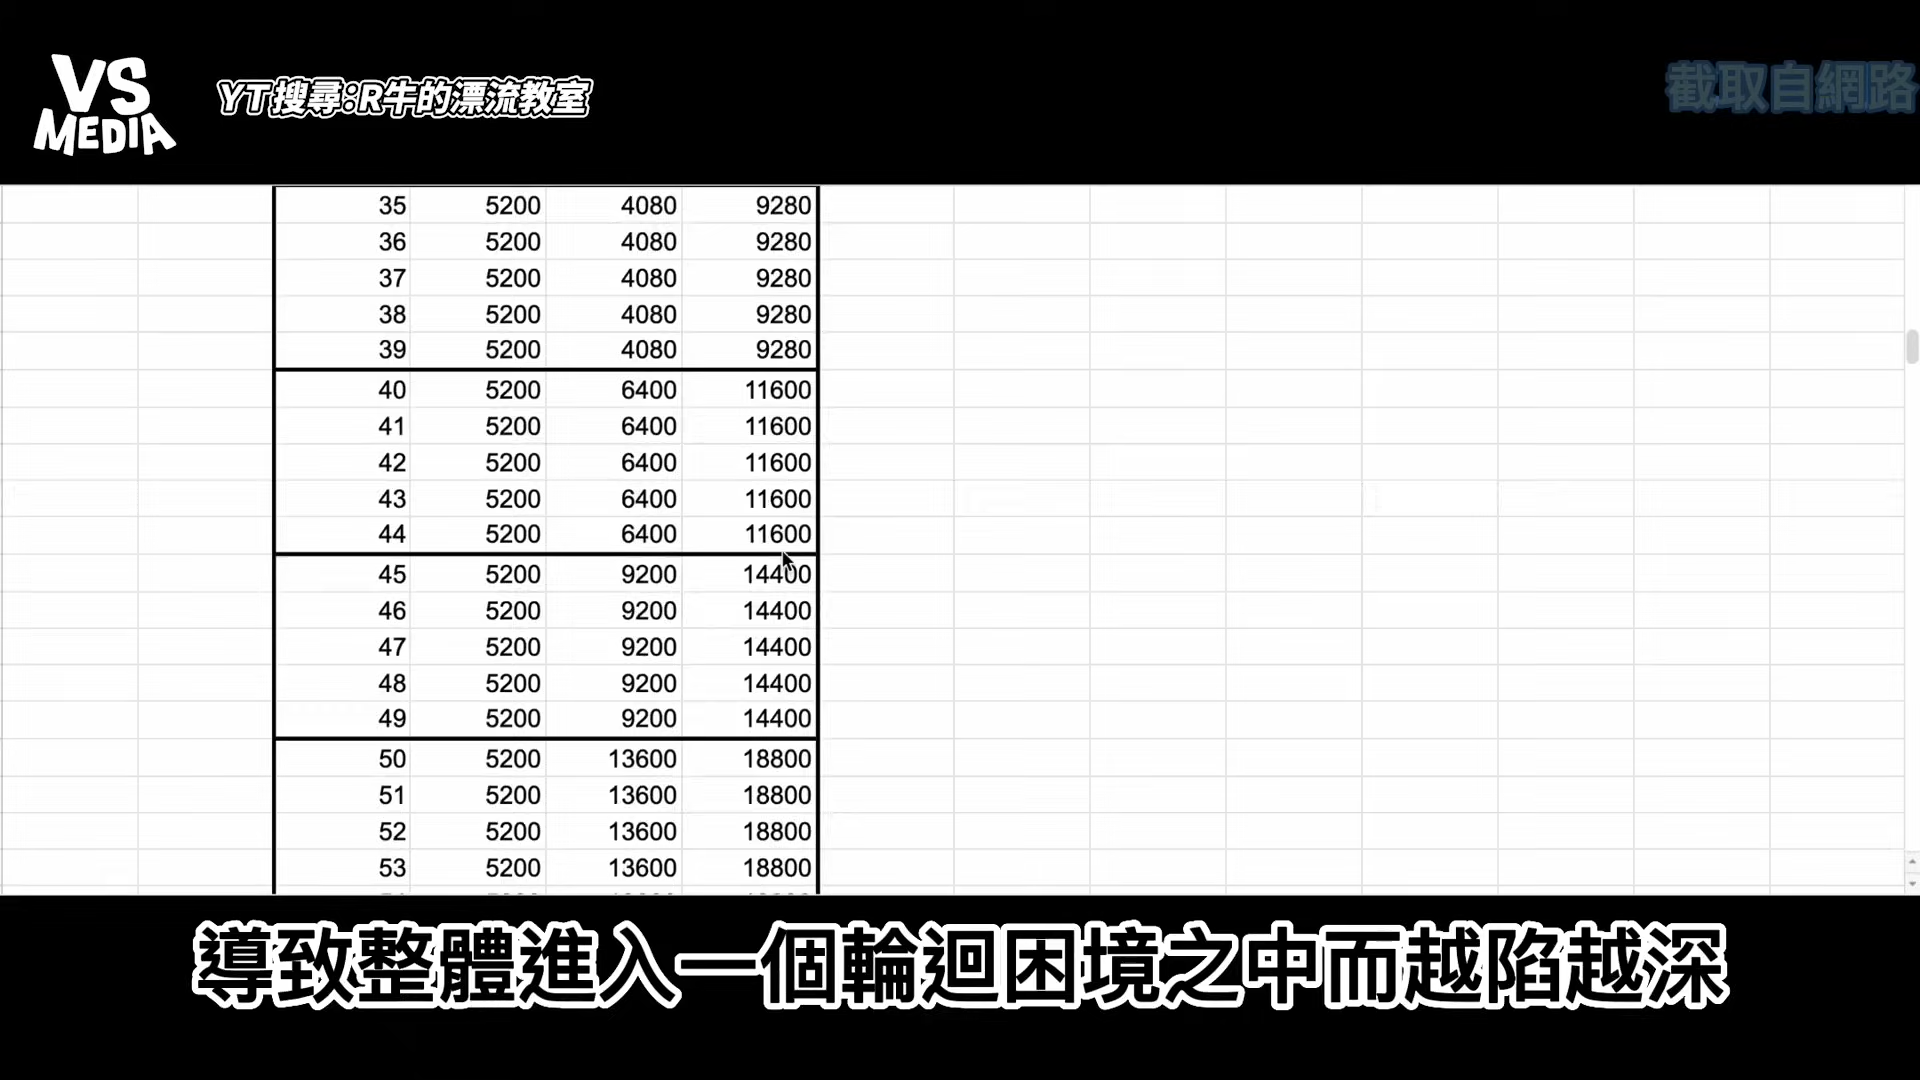 VS
MEDIA
YT搜尋:R牛的漂流教室
截取自網路
35 5200 4080 9280
36 5200 4080 9280
37 5200 4080 9280
38 5200 4080 9280
39 5200 4080 9280
40 5200 6400 11600
41 5200 6400 11600
42 5200 6400 11600
43 5200 6400 11600
44 5200 6400 11600
45 5200 9200 14400
46 5200 9200 14400
47 5200 9200 14400
48 5200 9200 14400
49 5200 9200 14400
50 5200 13600 18800
51 5200 13600 18800
52 5200 13600 18800
53 5200 13600 18800
導致整體進入一個輪迴困境之中而越陷越深